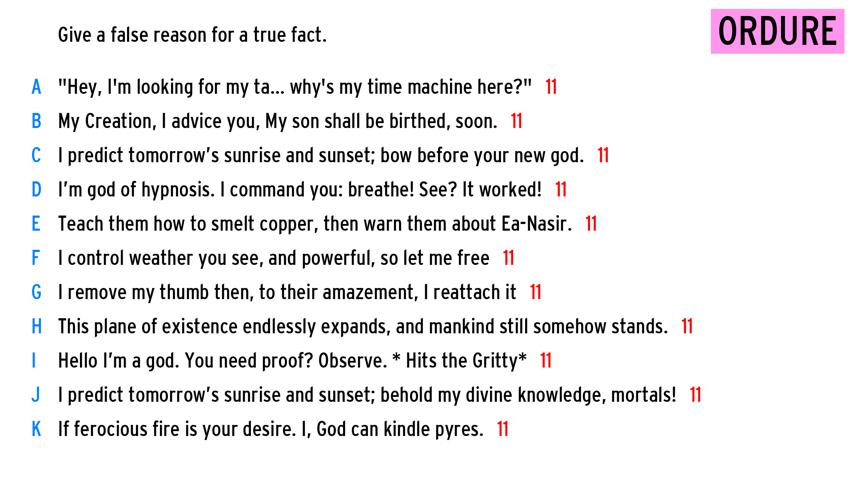 Give a false reason for a true fact.
ORDURE
A "Hey, I'm looking for my ta... why's my time machine here?" 11
B My Creation, I advice you, My son shall be birthed, soon. 11
C I predict tomorrow's sunrise and sunset; bow before your new god. 11
D I'm god of hypnosis. I command you: breathe! See? It worked! 11
E Teach them how to smelt copper, then warn them about Ea-Nasir. 11
F I control weather you see, and powerful, so let me free 11
G I remove my thumb then, to their amazement, I reattach it 11
H This plane of existence endlessly expands, and mankind still somehow stands. 11
I Hello I'm a god. You need proof? Observe. * Hits the Gritty* 11
J I predict tomorrow's sunrise and sunset; behold my divine knowledge, mortals! 11
K If ferocious fire is your desire. I, God can kindle pyres. 11